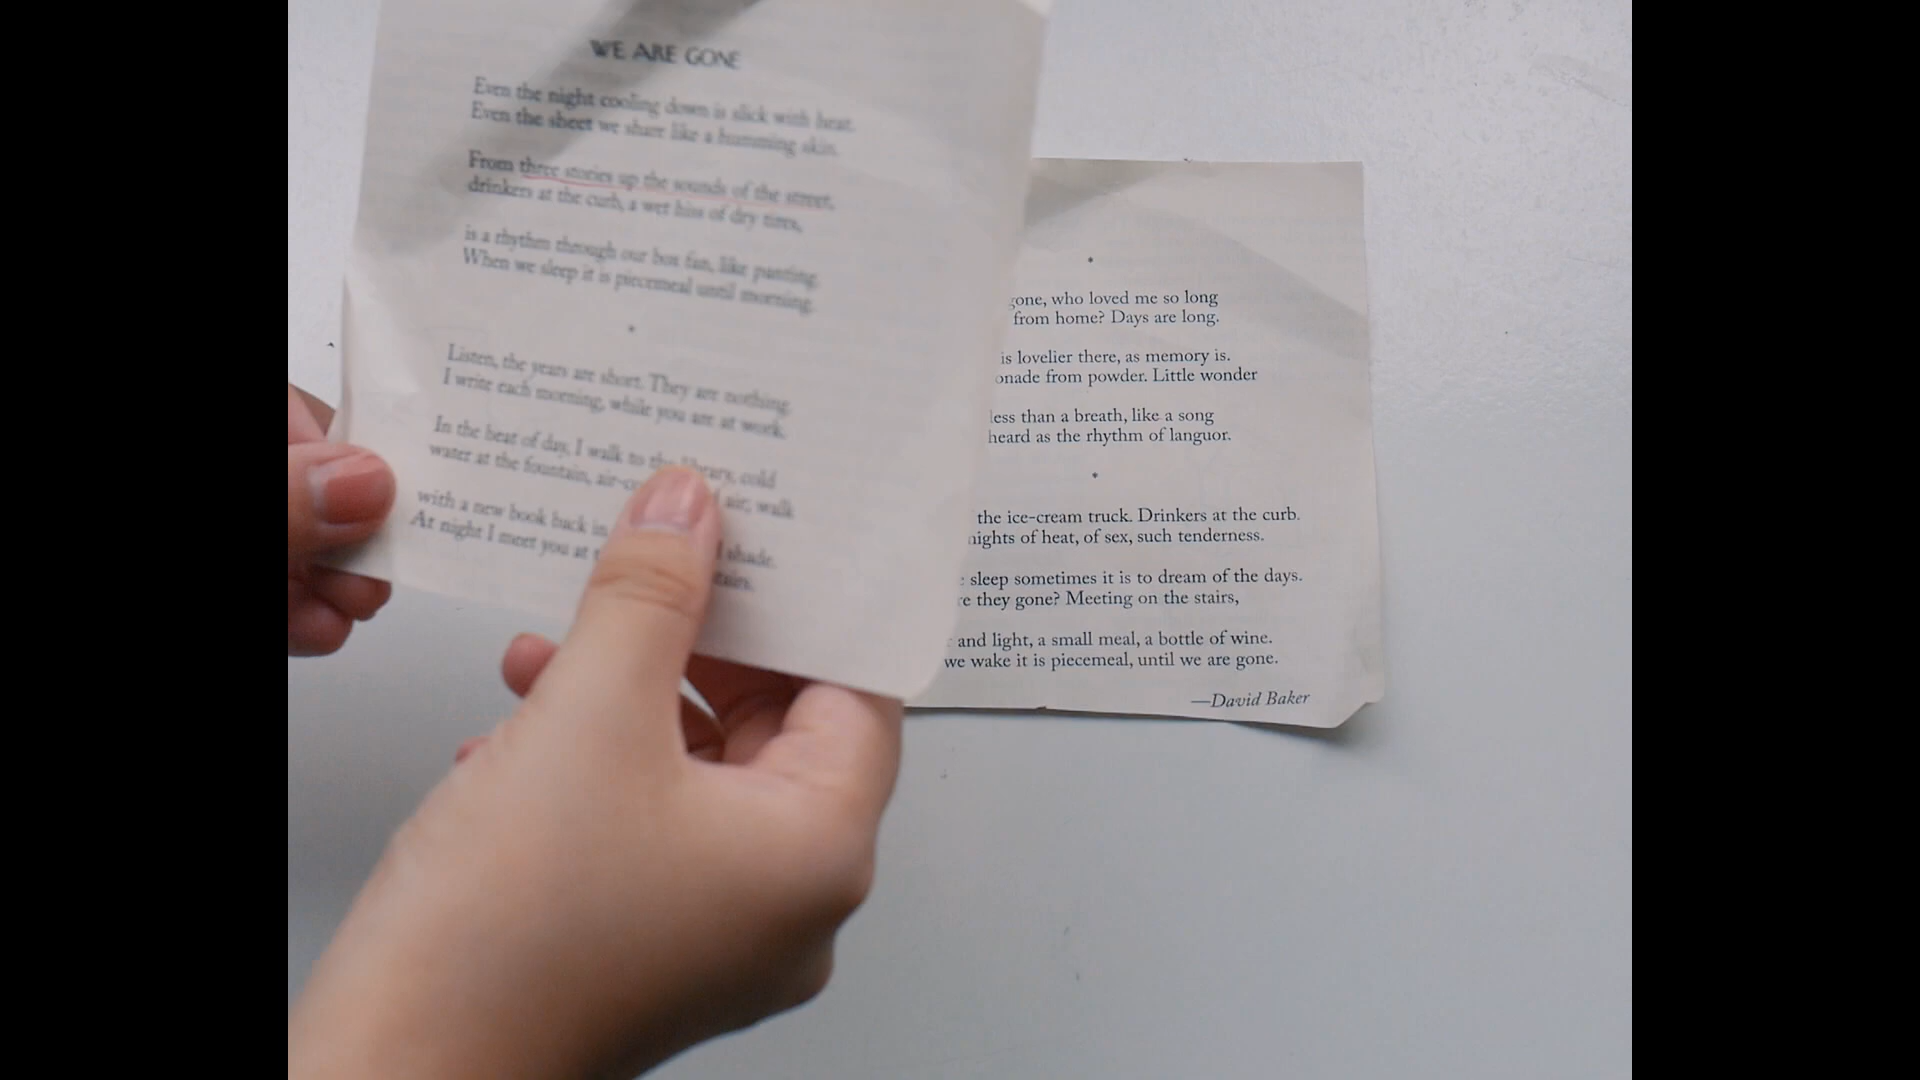 WE ARE GONE
Even the night cooling down is slick with heat.
Even the sheet we share like a humming skin.
From three stories up the sounds of the street,
drinkers at the curb, a wet hiss of dry tires,
is a rhythm through our box fan, like panting.
When we sleep it is piecemeal until morning.
Listen, the years are short. They are nothing.
I write each morning, while you are at work.
In the heat of day, I walk to the library, cold
water at the fountain, air, walk
with a new book back in shade.
At night I meet you at
gone, who loved me so long
from home? Days are long.
is lovelier there, as memory is.
onade from powder. Little wonder
less than a breath, like a song
heard as the rhythm of languor.
the ice-cream truck. Drinkers at the curb.
nights of heat, of sex, such tenderness.
sleep sometimes it is to dream of the days.
they gone? Meeting on the stairs,
and light, a small meal, a bottle of wine.
we wake it is piecemeal, until we are gone.
—David Baker